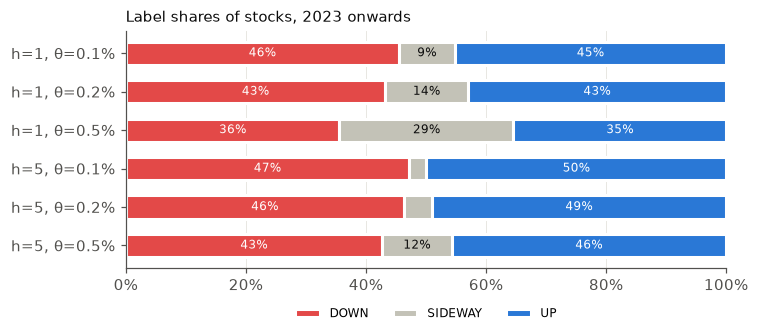 Label shares of stocks, 2023 onwards
h=1, θ=0.1% 46% 9% 45%
h=1, θ=0.2% 43% 14% 43%
h=1, θ=0.5% 36% 29% 35%
h=5, θ=0.1% 47% 50%
h=5, θ=0.2% 46% 49%
h=5, θ=0.5% 43% 12% 46%
0% 20% 40% 60% 80% 100%
DOWN SIDEWAY UP